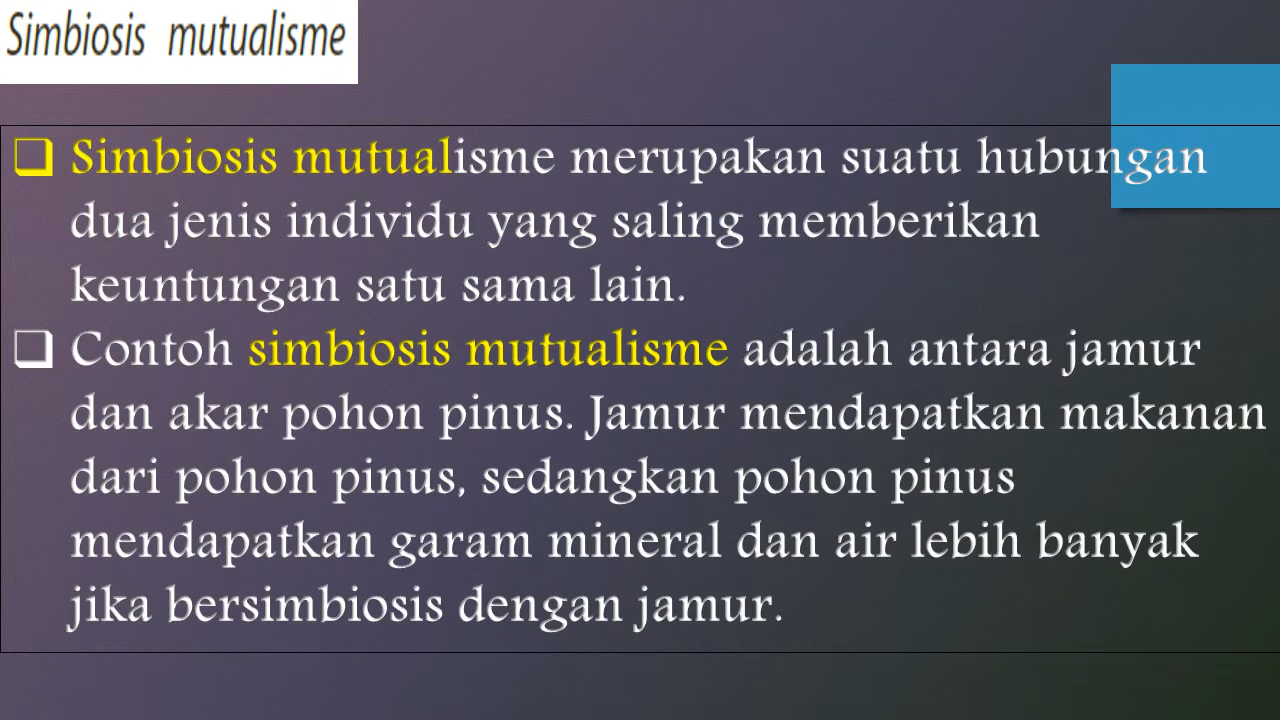 Simbiosis mutualisme
Simbiosis mutualisme merupakan suatu hubungan
dua jenis individu yang saling memberikan
keuntungan satu sama lain.
Contoh simbiosis mutualisme adalah antara jamur
dan akar pohon pinus. Jamur mendapatkan makanan
dari pohon pinus, sedangkan pohon pinus
mendapatkan garam mineral dan air lebih banyak
jika bersimbiosis dengan jamur.